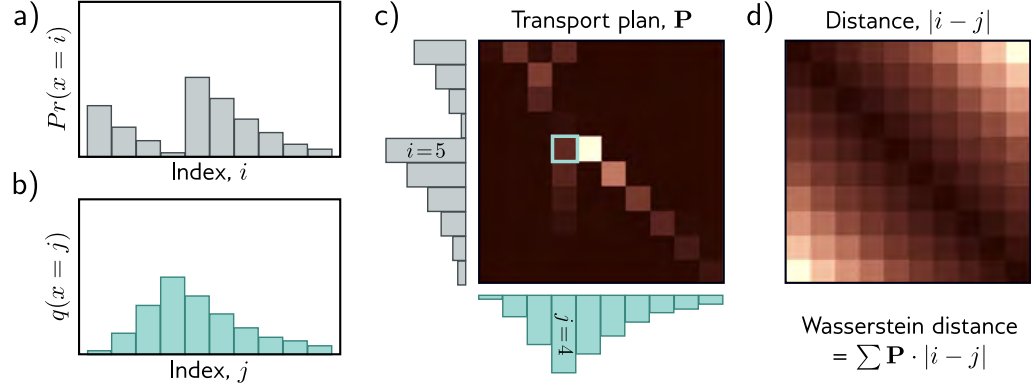 a)
Pr(x = i)
Index, i
b)
q(x = j)
Index, j
c)
Transport plan, P
i = 5
j = 4
d)
Distance, |i − j|
Wasserstein distance
= ∑ P · |i − j|